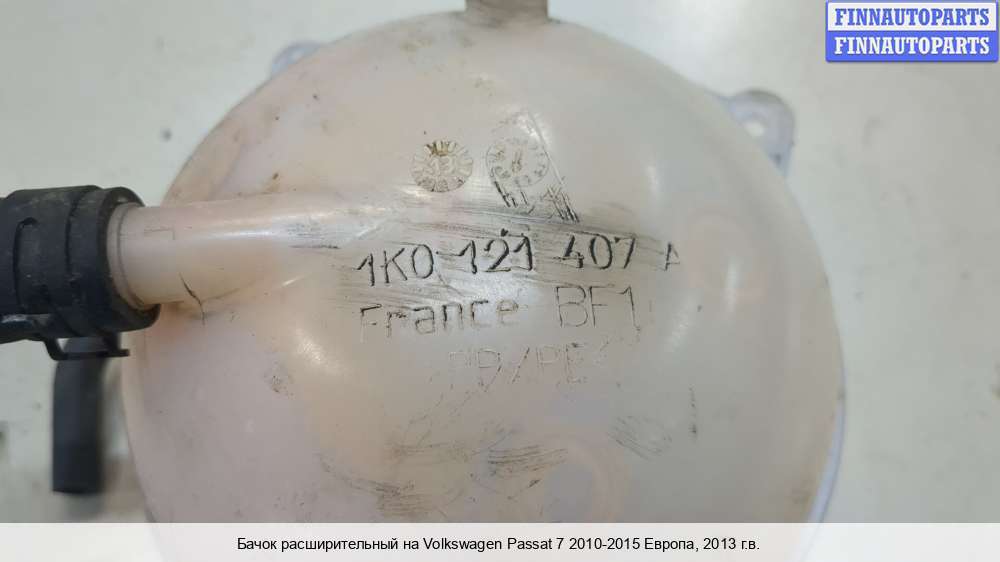 FINNAUTOPARTS
FINNAUTOPARTS
1K0 121 407 A
France BF1
Бачок расширительный на Volkswagen Passat 7 2010-2015 Европа, 2013 г.в.